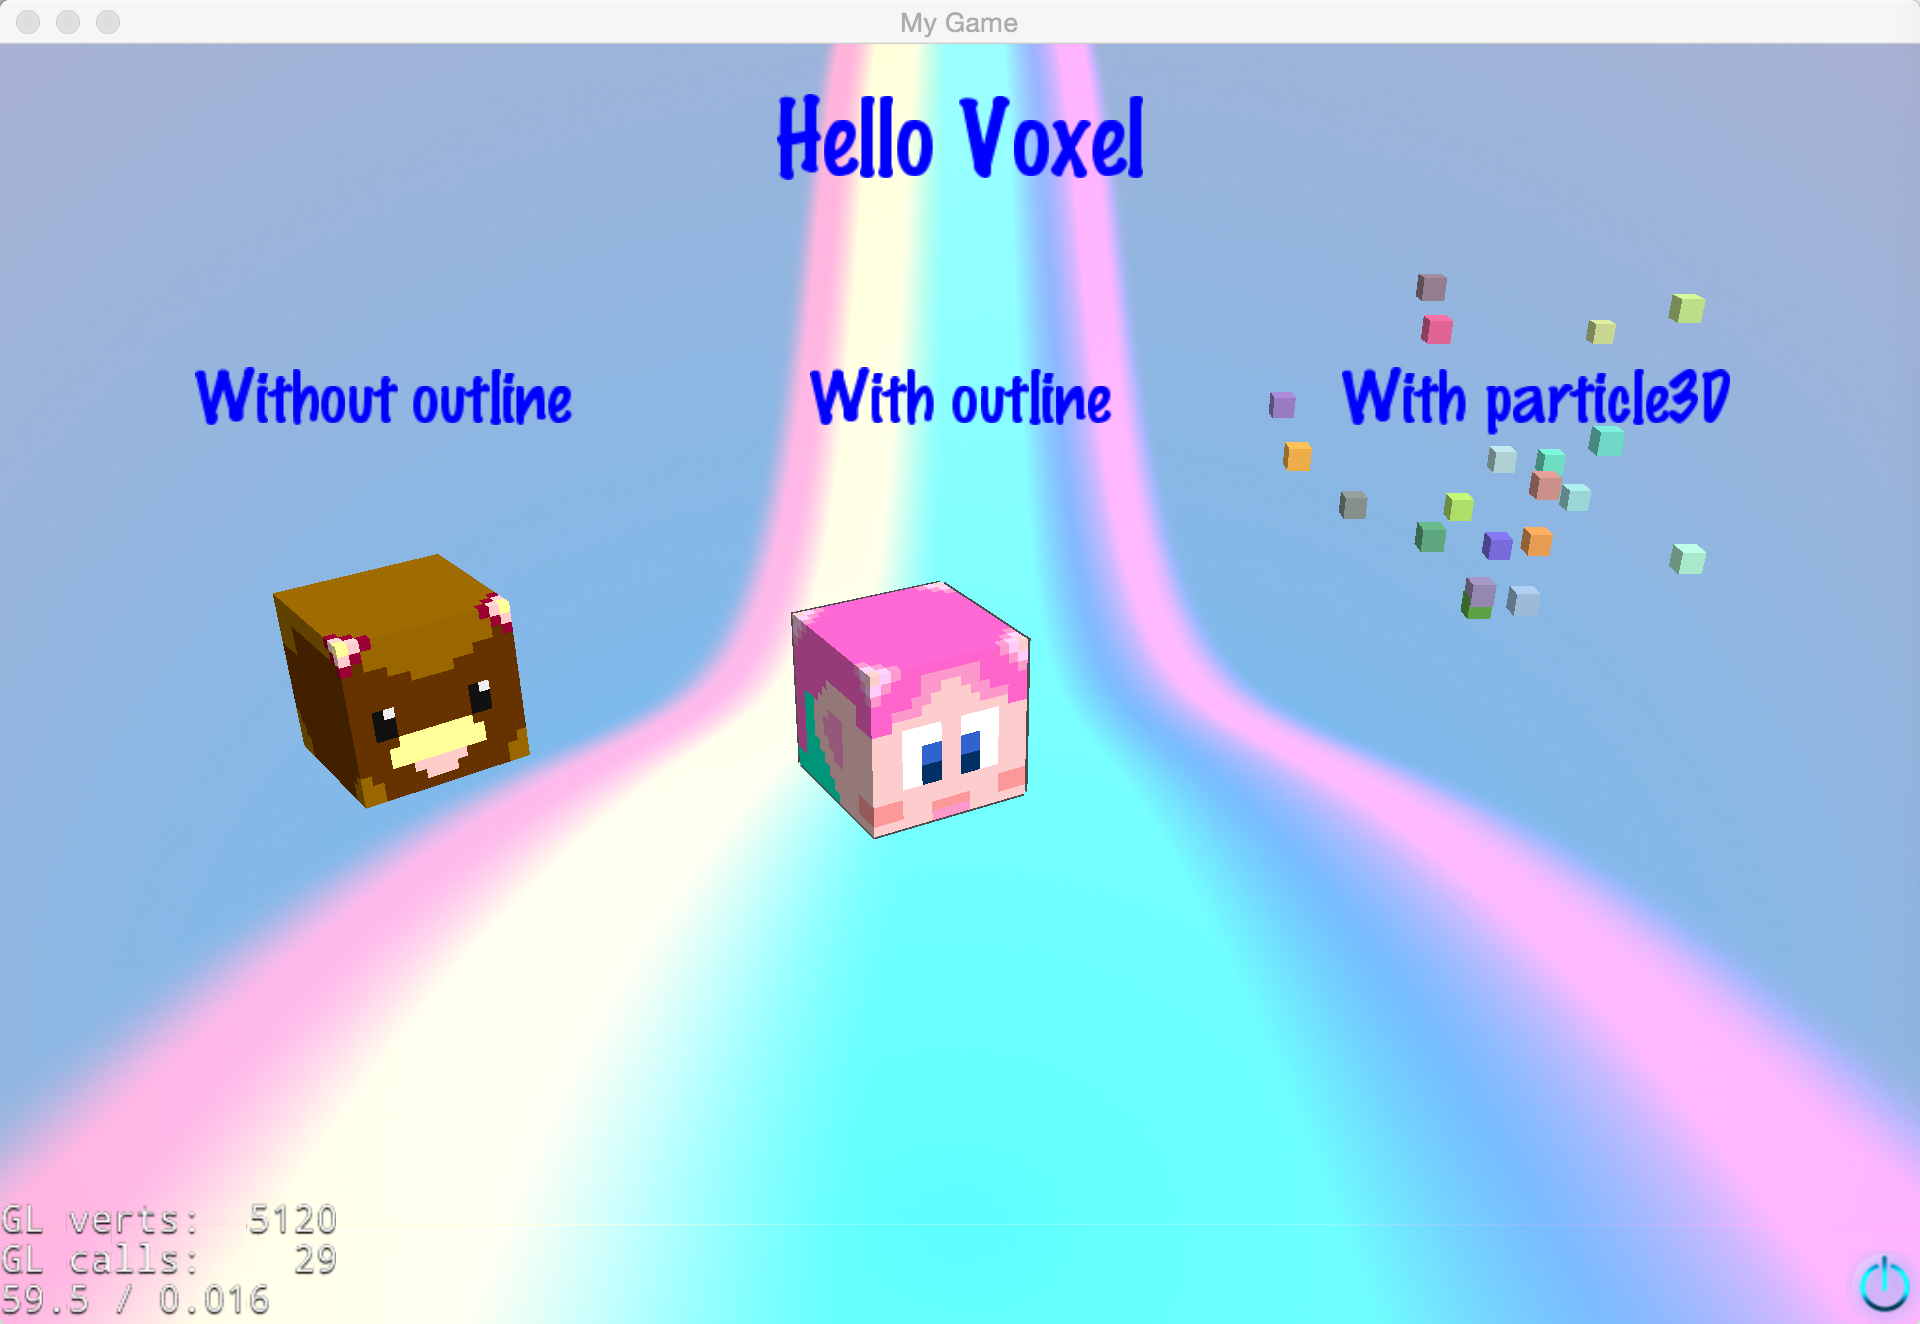 My Game
Hello Voxel
Without outline
With outline
With particle3D
GL verts: 5120
GL calls: 29
59.5 / 0.016